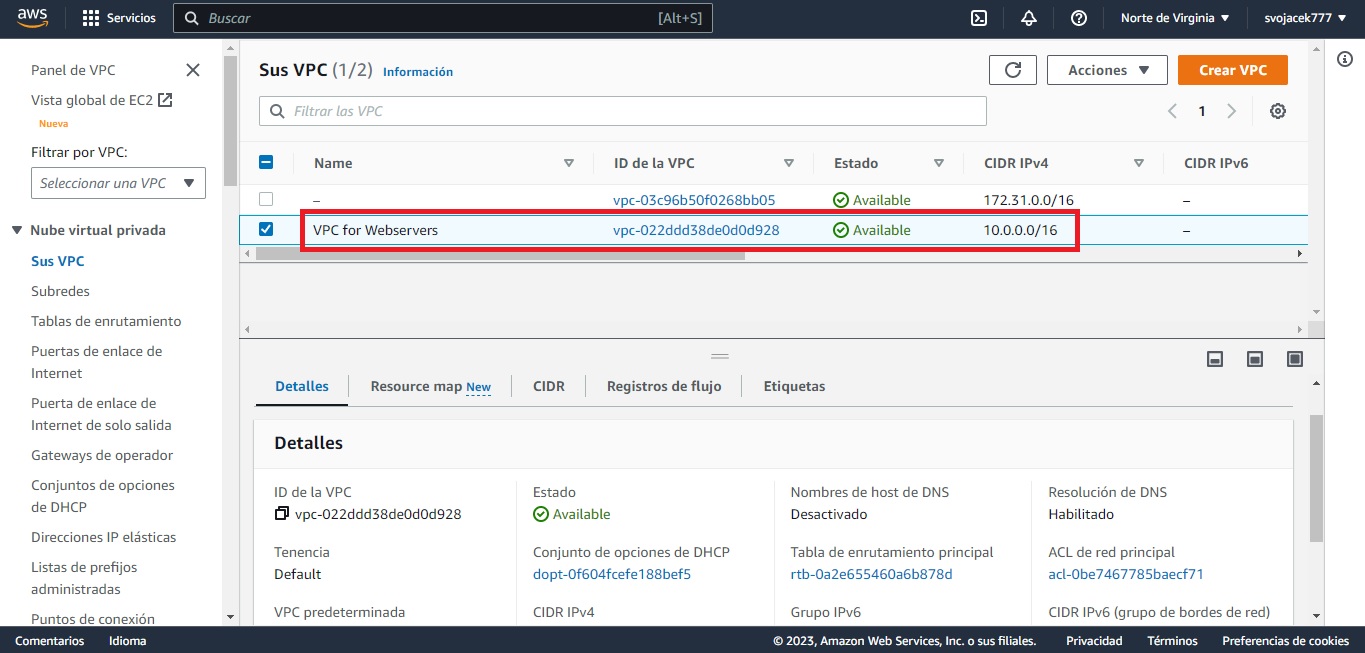 aws
Servicios
Buscar
[Alt+S]
Norte de Virginia
svojacek777
Panel de VPC
Vista global de EC2
Nueva
Filtrar por VPC:
Seleccionar una VPC
Nube virtual privada
Sus VPC
Subredes
Tablas de enrutamiento
Puertas de enlace de
Internet
Puerta de enlace de
Internet de solo salida
Gateways de operador
Conjuntos de opciones
de DHCP
Direcciones IP elásticas
Listas de prefijos
administradas
Puntos de conexión
Sus VPC (1/2) Información
Acciones
Crear VPC
Filtrar las VPC
1
Name ID de la VPC Estado CIDR IPv4 CIDR IPv6
– vpc-03c96b50f0268bb05 Available 172.31.0.0/16 –
VPC for Webservers vpc-022ddd38de0d0d928 Available 10.0.0.0/16 –
Detalles Resource map New CIDR Registros de flujo Etiquetas
Detalles
ID de la VPC
vpc-022ddd38de0d0d928
Estado
Available
Nombres de host de DNS
Desactivado
Resolución de DNS
Habilitado
Tenencia
Default
Conjunto de opciones de DHCP
dopt-0f604fcefe188bef5
Tabla de enrutamiento principal
rtb-0a2e655460a6b878d
ACL de red principal
acl-0be7467785baecf71
VPC predeterminada
CIDR IPv4
Grupo IPv6
CIDR IPv6 (grupo de bordes de red)
Comentarios Idioma
© 2023, Amazon Web Services, Inc. o sus filiales. Privacidad Términos Preferencias de cookies